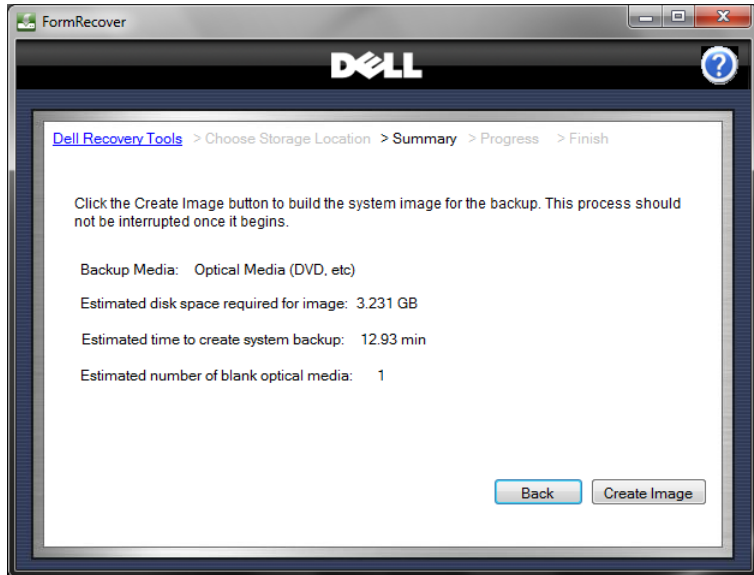 FormRecover
DELL
?
Dell Recovery Tools > Choose Storage Location > Summary > Progress > Finish
Click the Create Image button to build the system image for the backup. This process should
not be interrupted once it begins.
Backup Media: Optical Media (DVD, etc)
Estimated disk space required for image: 3.231 GB
Estimated time to create system backup: 12.93 min
Estimated number of blank optical media: 1
Back Create Image